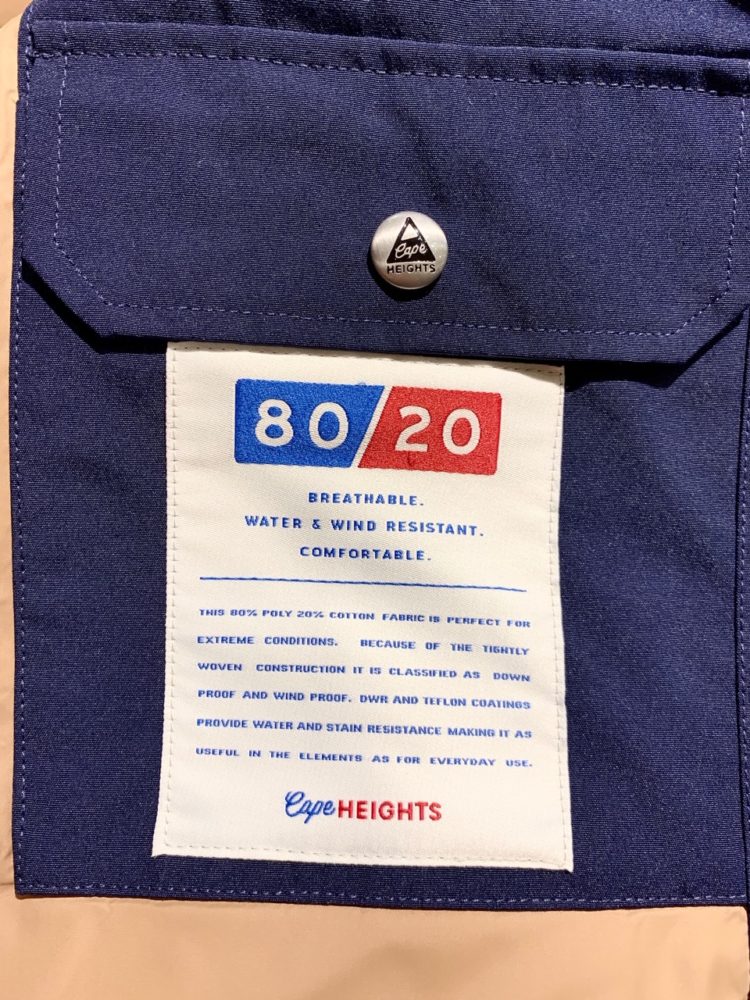 Cape
HEIGHTS
80/20
BREATHABLE.
WATER & WIND RESISTANT.
COMFORTABLE.
THIS 80% POLY 20% COTTON FABRIC IS PERFECT FOR
EXTREME CONDITIONS. BECAUSE OF THE TIGHTLY
WOVEN CONSTRUCTION IT IS CLASSIFIED AS DOWN
PROOF AND WIND PROOF. DWR AND TEFLON COATINGS
PROVIDE WATER AND STAIN RESISTANCE MAKING IT AS
USEFUL IN THE ELEMENTS AS FOR EVERYDAY USE.
Cape HEIGHTS